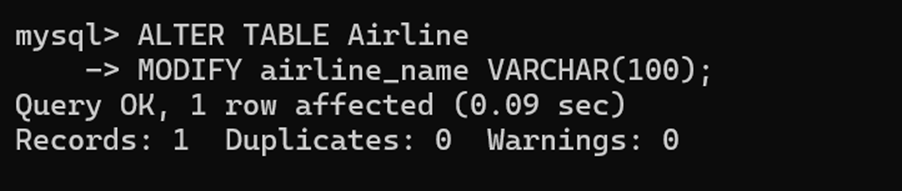 mysql> ALTER TABLE Airline
    -> MODIFY airline_name VARCHAR(100);
Query OK, 1 row affected (0.09 sec)
Records: 1  Duplicates: 0  Warnings: 0